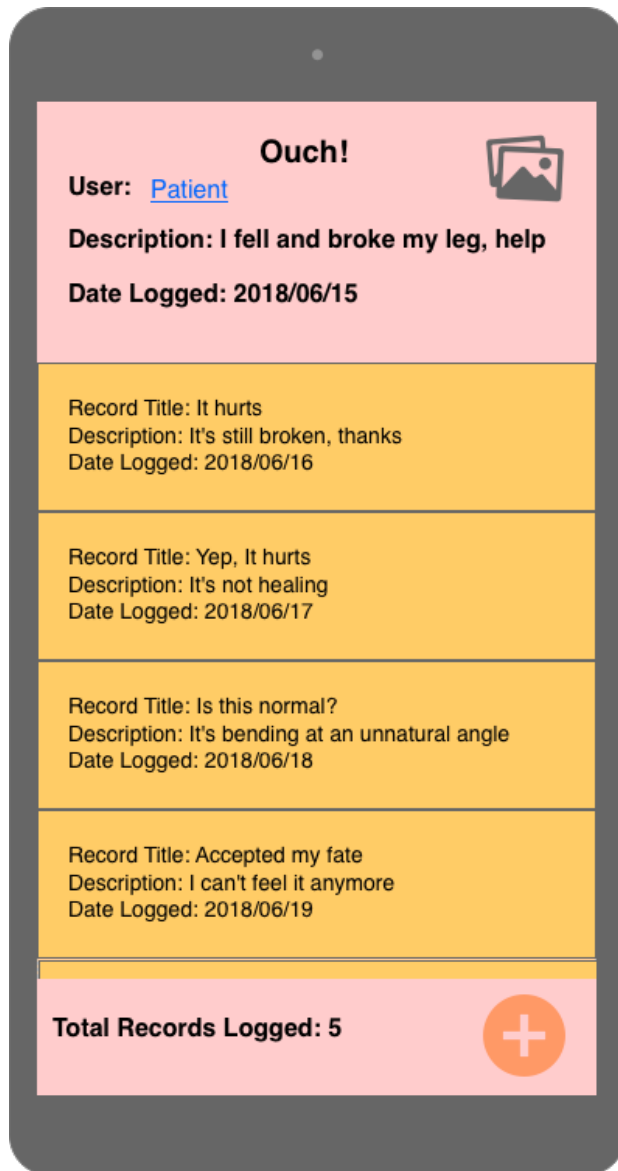 Ouch!
User: Patient
Description: I fell and broke my leg, help
Date Logged: 2018/06/15
Record Title: It hurts
Description: It's still broken, thanks
Date Logged: 2018/06/16
Record Title: Yep, It hurts
Description: It's not healing
Date Logged: 2018/06/17
Record Title: Is this normal?
Description: It's bending at an unnatural angle
Date Logged: 2018/06/18
Record Title: Accepted my fate
Description: I can't feel it anymore
Date Logged: 2018/06/19
Total Records Logged: 5